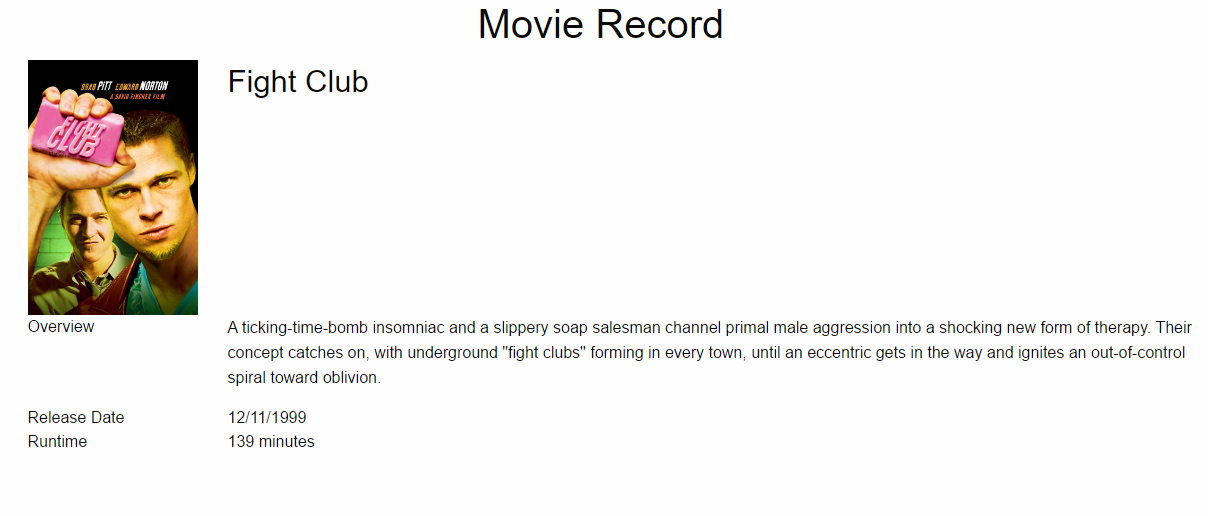 Movie Record
BRAD PITT EDWARD NORTON
A DAVID FINCHER FILM
FIGHT
CLUB
Fight Club
Overview
A ticking-time-bomb insomniac and a slippery soap salesman channel primal male aggression into a shocking new form of therapy. Their
concept catches on, with underground "fight clubs" forming in every town, until an eccentric gets in the way and ignites an out-of-control
spiral toward oblivion.
Release Date 12/11/1999
Runtime 139 minutes